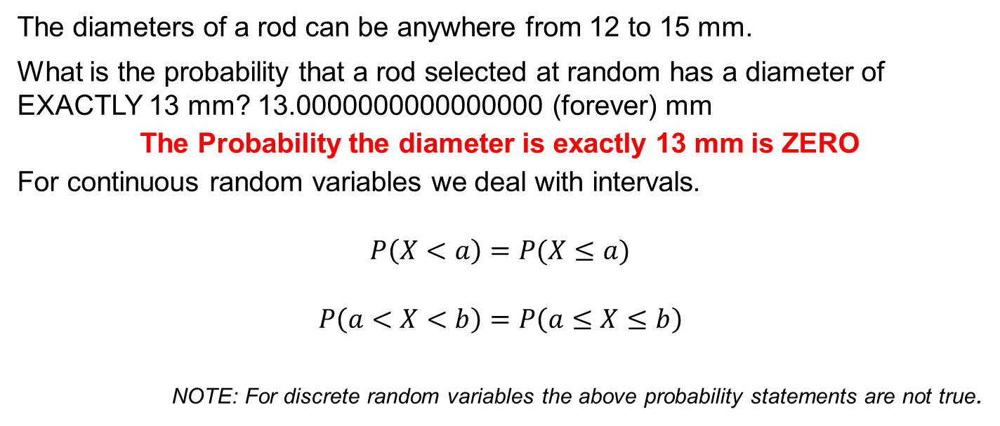 The diameters of a rod can be anywhere from 12 to 15 mm.
What is the probability that a rod selected at random has a diameter of
EXACTLY 13 mm? 13.0000000000000000 (forever) mm
The Probability the diameter is exactly 13 mm is ZERO
For continuous random variables we deal with intervals.
P(X < a) = P(X ≤ a)
P(a < X < b) = P(a ≤ X ≤ b)
NOTE: For discrete random variables the above probability statements are not true.